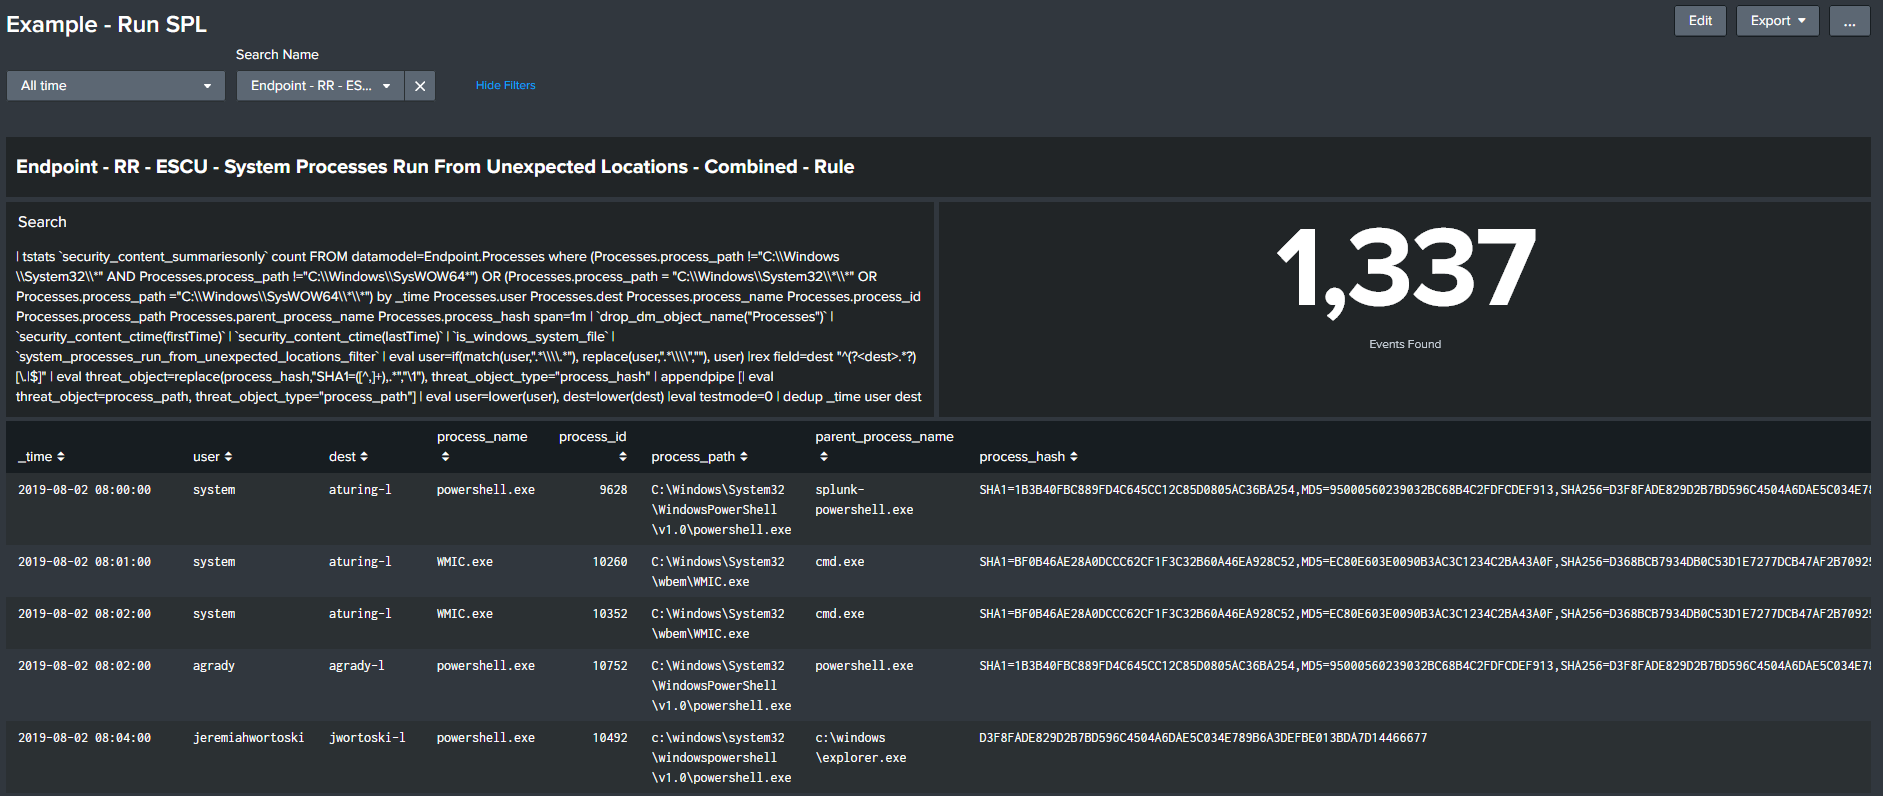 Example - Run SPL
Edit
Export
...
Search Name
All time
Endpoint - RR - ES...
Hide Filters
Endpoint - RR - ESCU - System Processes Run From Unexpected Locations - Combined - Rule
Search
| tstats `security_content_summariesonly` count FROM datamodel=Endpoint.Processes where (Processes.process_path !="C:\\Windows
\\System32\\*" AND Processes.process_path !="C:\\Windows\\SysWOW64*") OR (Processes.process_path = "C:\\Windows\\System32\\*\\*" OR
Processes.process_path ="C:\\Windows\\SysWOW64\\*\\*") by _time Processes.user Processes.dest Processes.process_name Processes.process_id
Processes.process_path Processes.parent_process_name Processes.process_hash span=1m | `drop_dm_object_name("Processes")` |
`security_content_ctime(firstTime)` | `security_content_ctime(lastTime)` | `is_windows_system_file` |
`system_processes_run_from_unexpected_locations_filter` | eval user=if(match(user,".*\\\\.*"), replace(user,".*\\\\",""), user) |rex field=dest "^(?<dest>.*?)
[\.|$]" | eval threat_object=replace(process_hash,"SHA1=([^,]+),.*","\1"), threat_object_type="process_hash" | appendpipe [| eval
threat_object=process_path, threat_object_type="process_path"] | eval user=lower(user), dest=lower(dest) |eval testmode=0 | dedup _time user dest
1,337
Events Found
_time user dest process_name process_id process_path parent_process_name process_hash
2019-08-02 08:00:00 system aturing-l powershell.exe 9628 C:\Windows\System32 splunk- SHA1=1B3B40FBC889FD4C645CC12C85D0805AC36BA254,MD5=95000560239032BC68B4C2FDFCDEF913,SHA256=D3F8FADE829D2B7BD596C4504A6DAE5C034E78
\WindowsPowerShell powershell.exe
\v1.0\powershell.exe
2019-08-02 08:01:00 system aturing-l WMIC.exe 10260 C:\Windows\System32 cmd.exe SHA1=BF0B46AE28A0DCCC62CF1F3C32B60A46EA928C52,MD5=EC80E603E0090B3AC3C1234C2BA43A0F,SHA256=D368BCB7934DB0C53D1E7277DCB47AF2B70925
\wbem\WMIC.exe
2019-08-02 08:02:00 system aturing-l WMIC.exe 10352 C:\Windows\System32 cmd.exe SHA1=BF0B46AE28A0DCCC62CF1F3C32B60A46EA928C52,MD5=EC80E603E0090B3AC3C1234C2BA43A0F,SHA256=D368BCB7934DB0C53D1E7277DCB47AF2B70925
\wbem\WMIC.exe
2019-08-02 08:02:00 agrady agrady-l powershell.exe 10752 C:\Windows\System32 powershell.exe SHA1=1B3B40FBC889FD4C645CC12C85D0805AC36BA254,MD5=95000560239032BC68B4C2FDFCDEF913,SHA256=D3F8FADE829D2B7BD596C4504A6DAE5C034E78
\WindowsPowerShell
\v1.0\powershell.exe
2019-08-02 08:04:00 jeremiahwortoski jwortoski-l powershell.exe 10492 c:\windows\system32 c:\windows D3F8FADE829D2B7BD596C4504A6DAE5C034E789B6A3DEFBE013BDA7D14466677
\windowspowershell \explorer.exe
\v1.0\powershell.exe